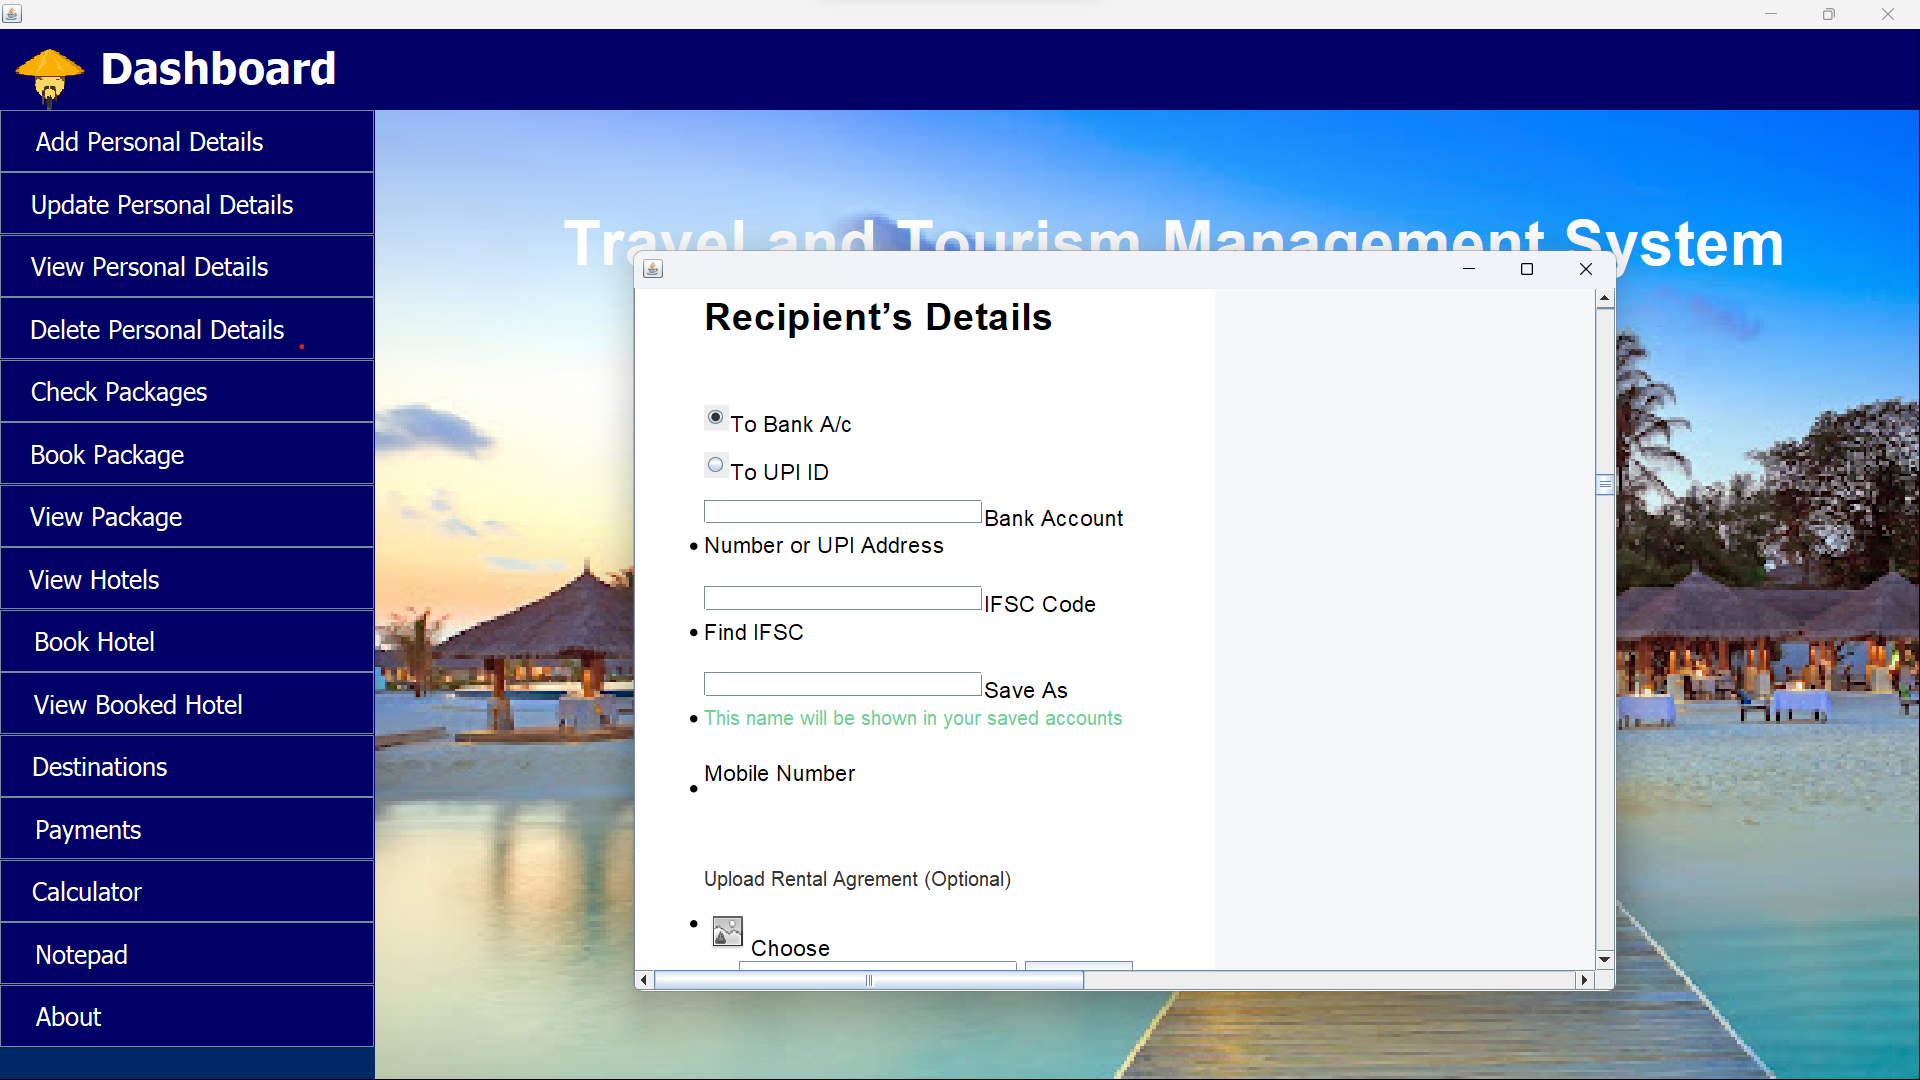 Dashboard
Add Personal Details
Update Personal Details
View Personal Details
Delete Personal Details
Check Packages
Book Package
View Package
View Hotels
Book Hotel
View Booked Hotel
Destinations
Payments
Calculator
Notepad
About
Travel and Tourism Management System
Recipient’s Details
To Bank A/c
To UPI ID
Bank Account
Number or UPI Address
IFSC Code
Find IFSC
Save As
This name will be shown in your saved accounts
Mobile Number
Upload Rental Agrement (Optional)
Choose